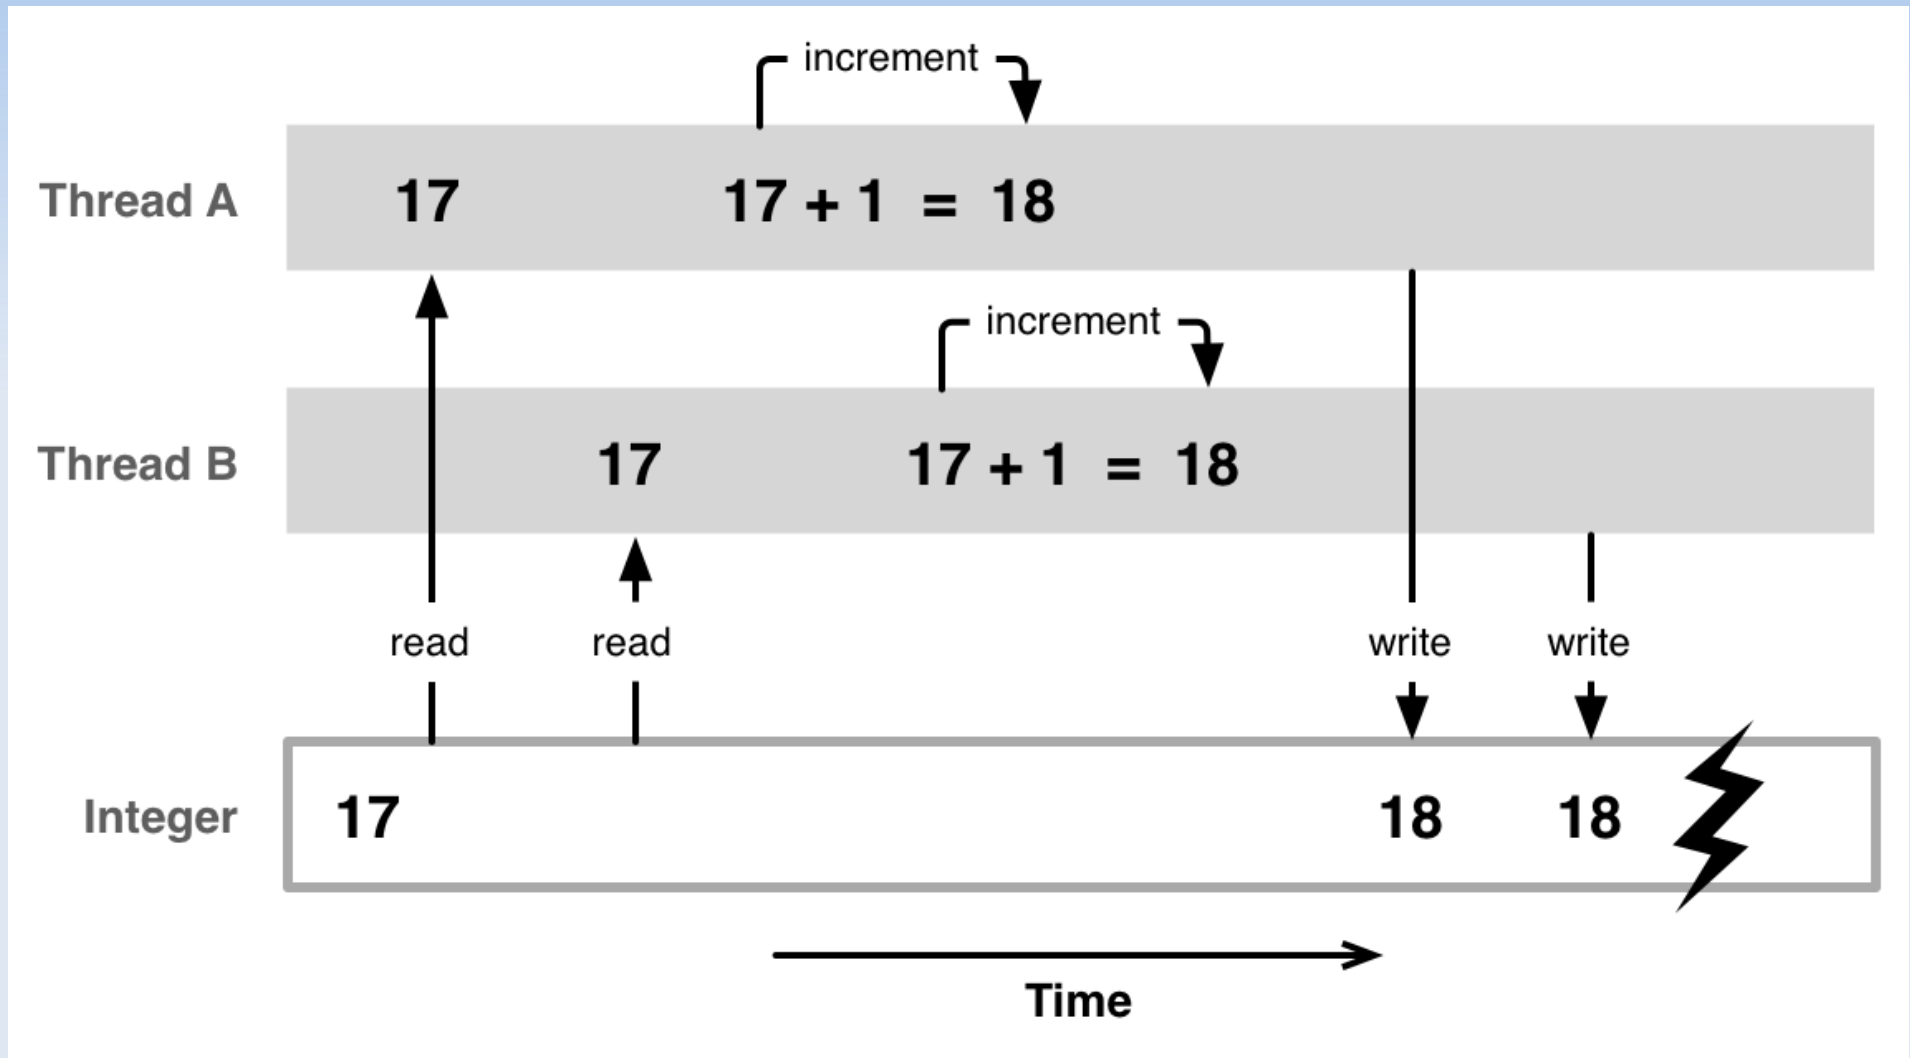 increment
Thread A 17 17 + 1 = 18
increment
Thread B 17 17 + 1 = 18
read read write write
Integer 17 18 18
Time